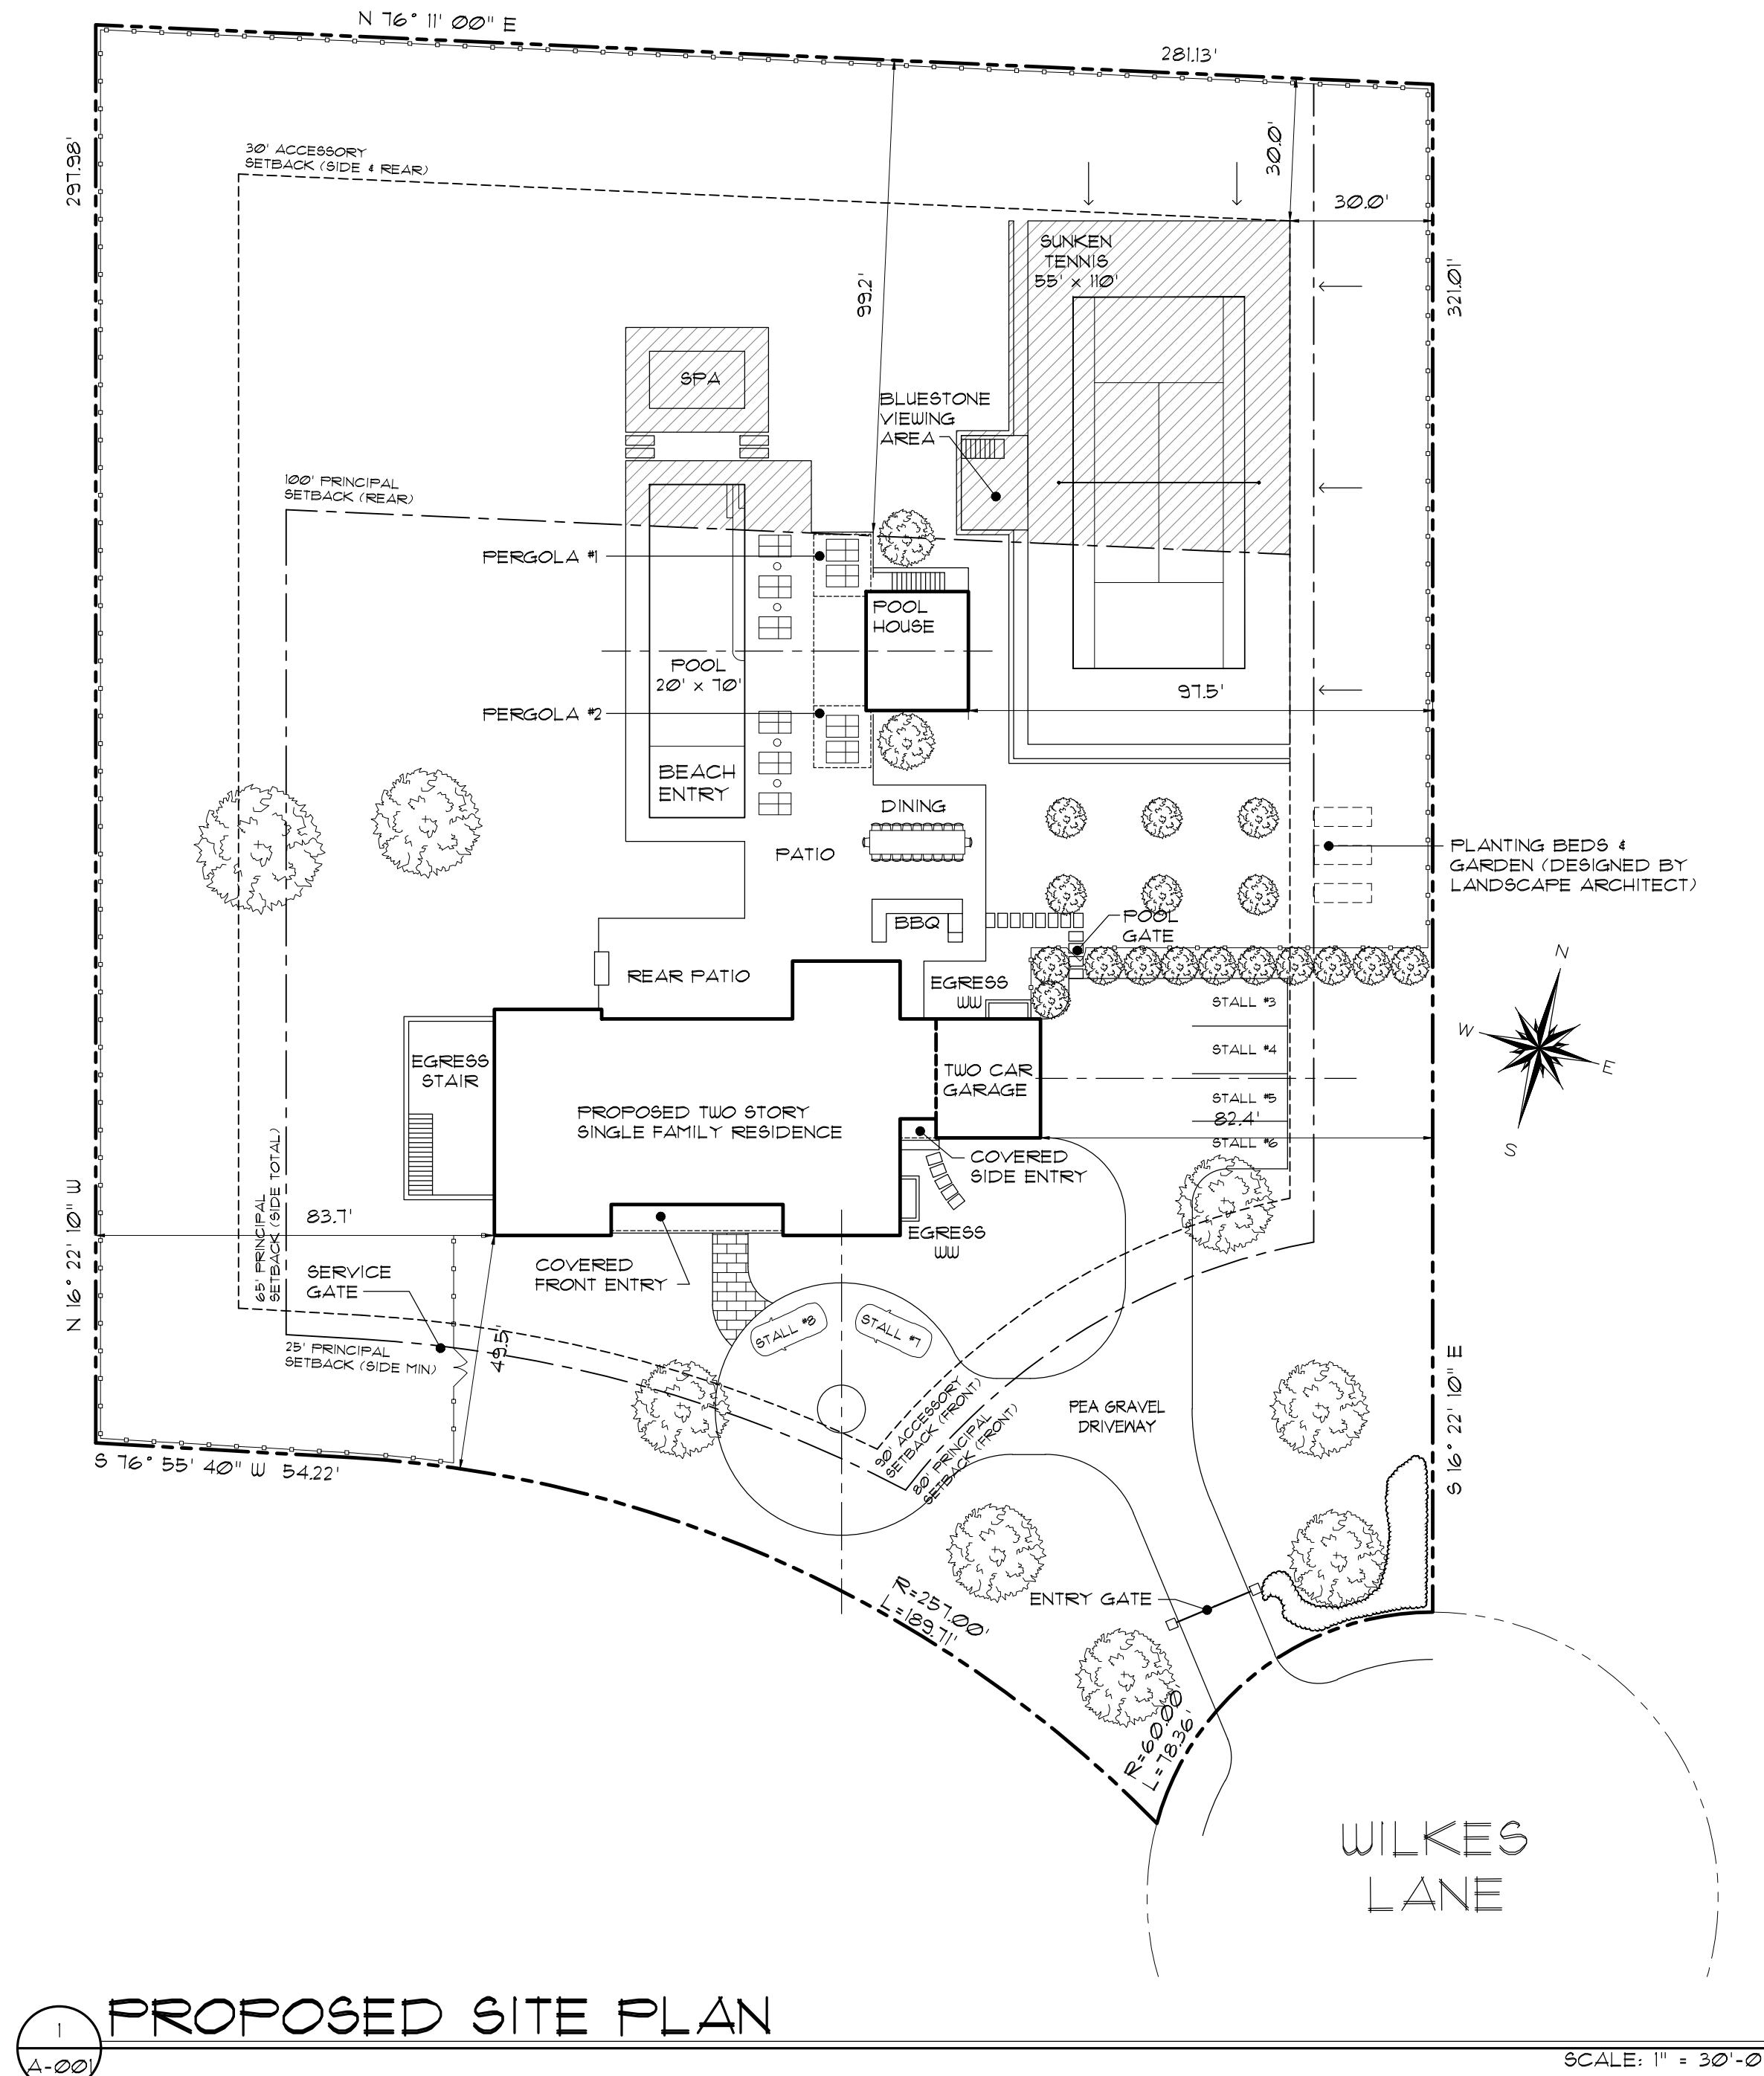 N 76° 11' 00" E
281.13'
297.98'
30' ACCESSORY
SETBACK (SIDE & REAR)
30.0'
30.0'
SUNKEN
TENNIS
55' x 110'
99.2'
321.01'
SPA
BLUESTONE
VIEWING
AREA
100' PRINCIPAL
SETBACK (REAR)
PERGOLA #1
POOL
HOUSE
POOL
20' x 70'
97.5'
PERGOLA #2
BEACH
ENTRY
DINING
PATIO
PLANTING BEDS &
GARDEN (DESIGNED BY
LANDSCAPE ARCHITECT)
BBQ
POOL
GATE
REAR PATIO
EGRESS
WW
STALL #3
N
W
E
S
STALL #4
EGRESS
STAIR
TWO CAR
GARAGE
STALL #5
PROPOSED TWO STORY
SINGLE FAMILY RESIDENCE
82.4'
STALL #6
COVERED
SIDE ENTRY
65' PRINCIPAL
SETBACK (SIDE TOTAL)
N 16° 22' 10" W
83.7'
EGRESS
WW
SERVICE
GATE
COVERED
FRONT ENTRY
STALL #8
STALL #7
49.5'
25' PRINCIPAL
SETBACK (SIDE MIN)
90' ACCESSORY
SETBACK (FRONT)
80' PRINCIPAL
SETBACK (FRONT)
PEA GRAVEL
DRIVEWAY
S 16° 22' 10" E
S 76° 55' 40" W 54.22'
R=257.00'
L=189.71'
ENTRY GATE
R=60.00'
L=78.36'
WILKES
LANE
1
A-001
PROPOSED SITE PLAN
SCALE: 1" = 30'-0